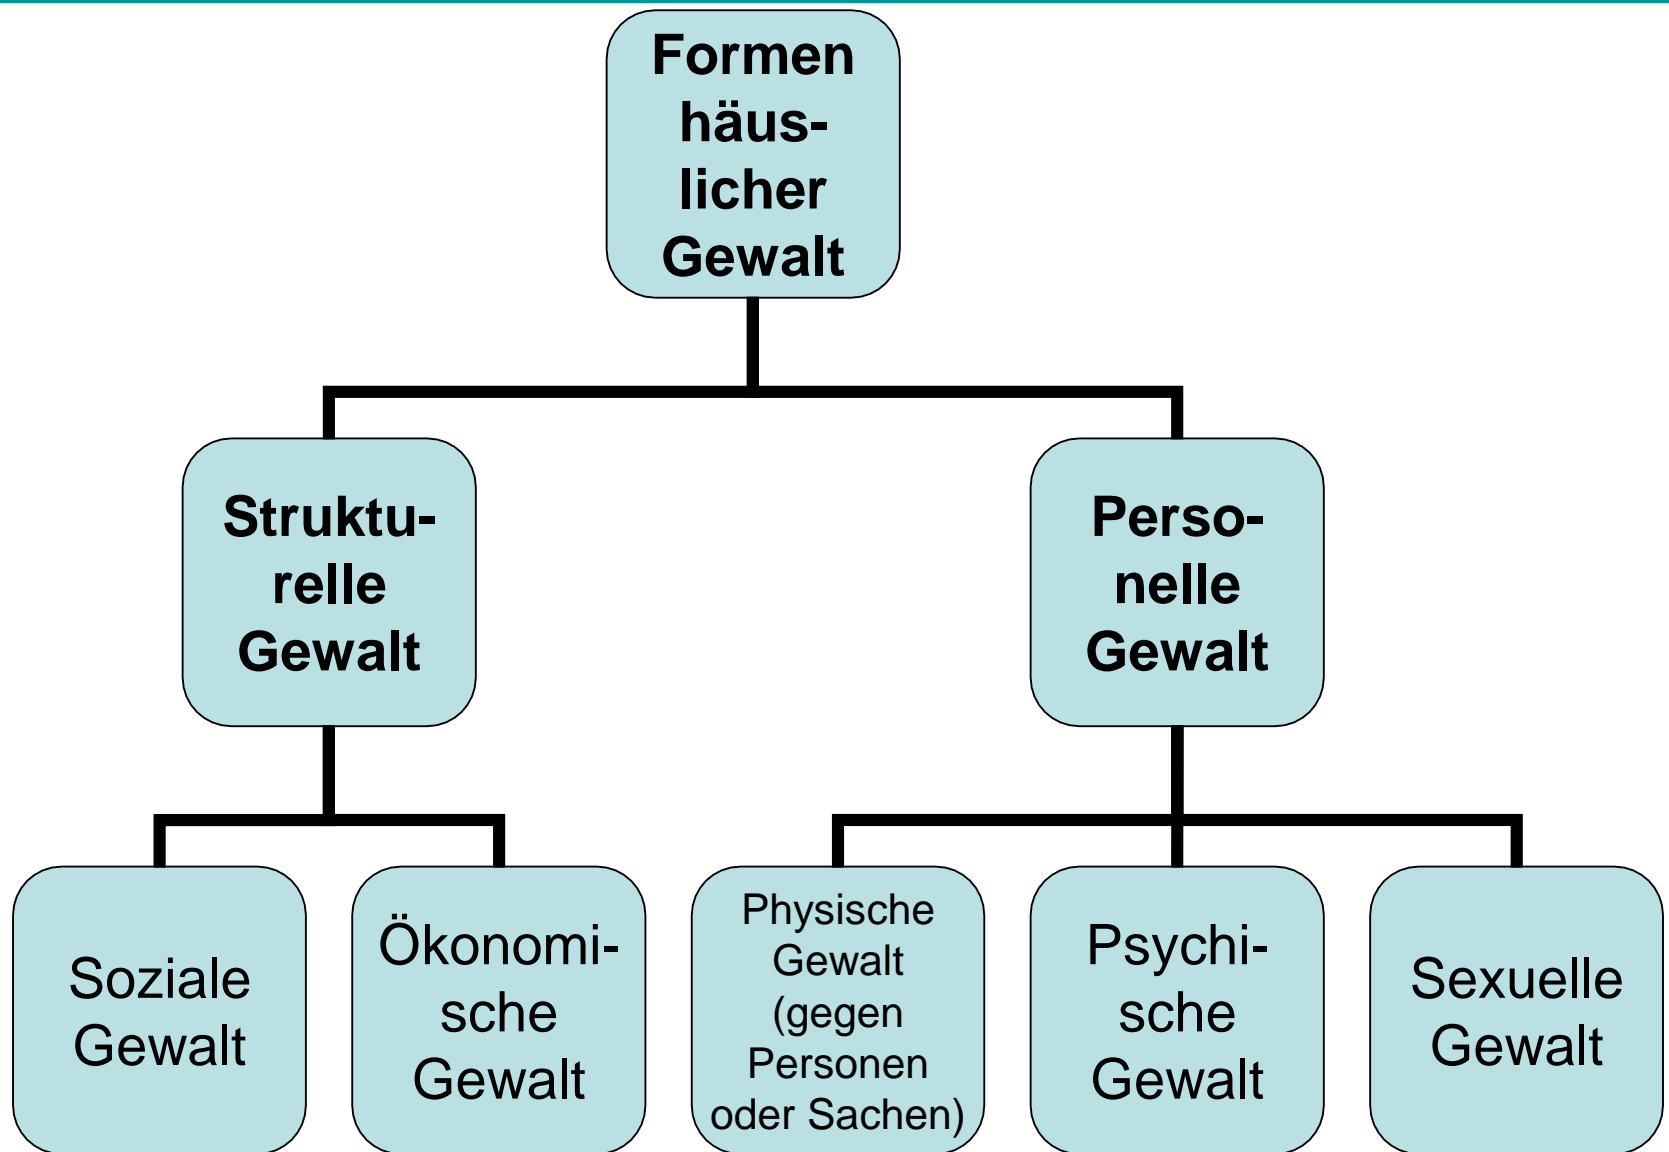 Formen
häus-
licher
Gewalt
Struktu-
relle
Gewalt
Perso-
nelle
Gewalt
Soziale
Gewalt
Ökonomi-
sche
Gewalt
Physische
Gewalt
(gegen
Personen
oder Sachen)
Psychi-
sche
Gewalt
Sexuelle
Gewalt